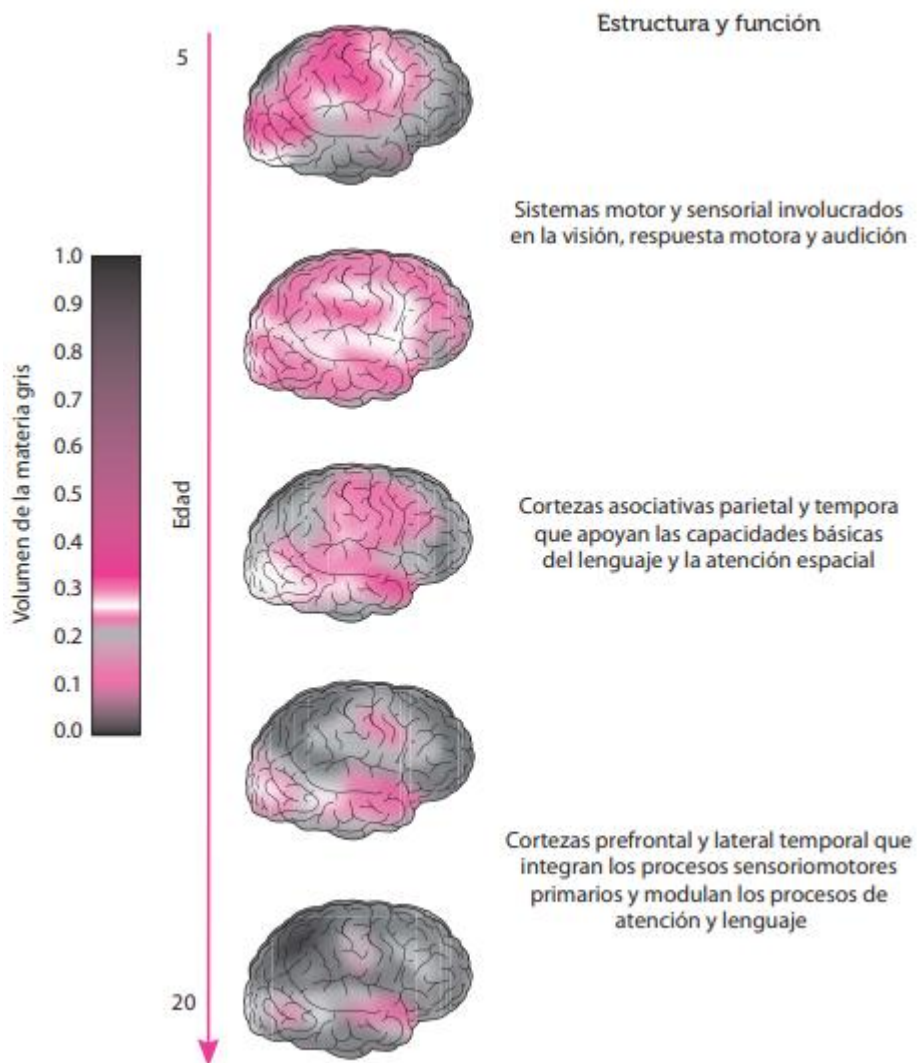 Estructura y función
5
Sistemas motor y sensorial involucrados
en la visión, respuesta motora y audición
Volumen de la materia gris
1.0
0.9
0.8
0.7
0.6
0.5
0.4
0.3
0.2
0.1
0.0
Edad
Cortezas asociativas parietal y tempora
que apoyan las capacidades básicas
del lenguaje y la atención espacial
Cortezas prefrontal y lateral temporal que
integran los procesos sensoriomotores
primarios y modulan los procesos de
atención y lenguaje
20